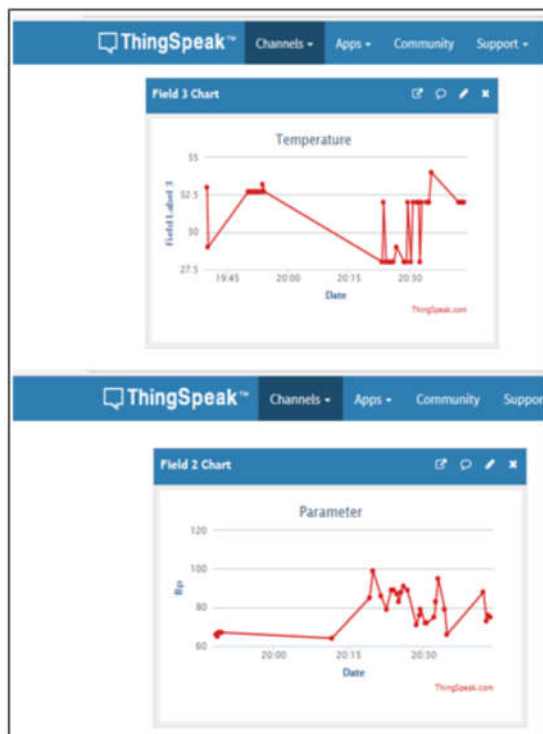 ThingSpeak™ Channels Apps Community Support
Field 3 Chart
Temperature
35
32.5
30
27.5
Field Label 3
19:45 20:00 20:15 20:30
Date
ThingSpeak.com
ThingSpeak™ Channels Apps Community Suppor
Field 2 Chart
Parameter
120
100
80
60
Bp
20:00 20:15 20:30
Date
ThingSpeak.com